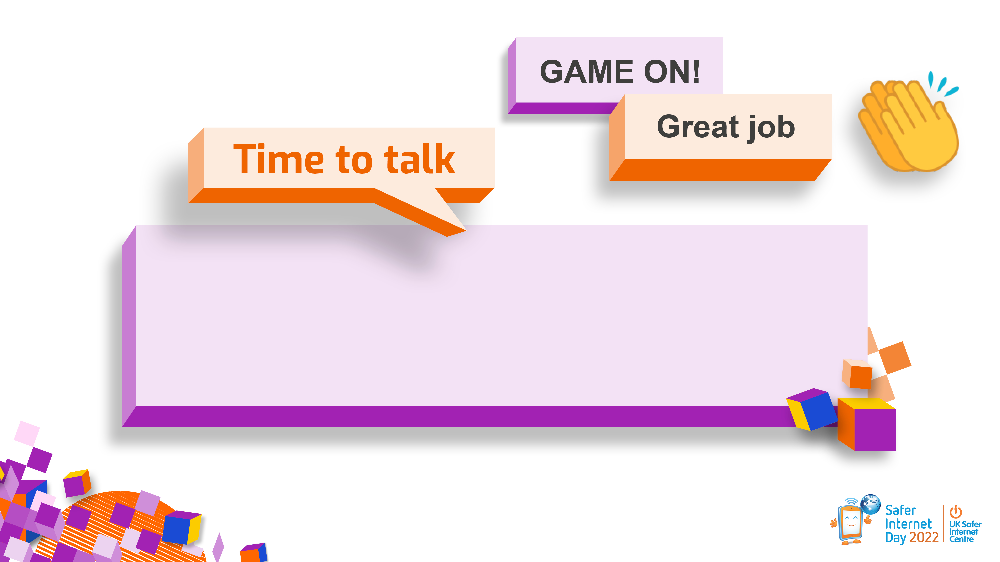 GAME ON!
Great job
Time to talk
Safer
Internet
Day 2022
UK Safer
Internet
Centre